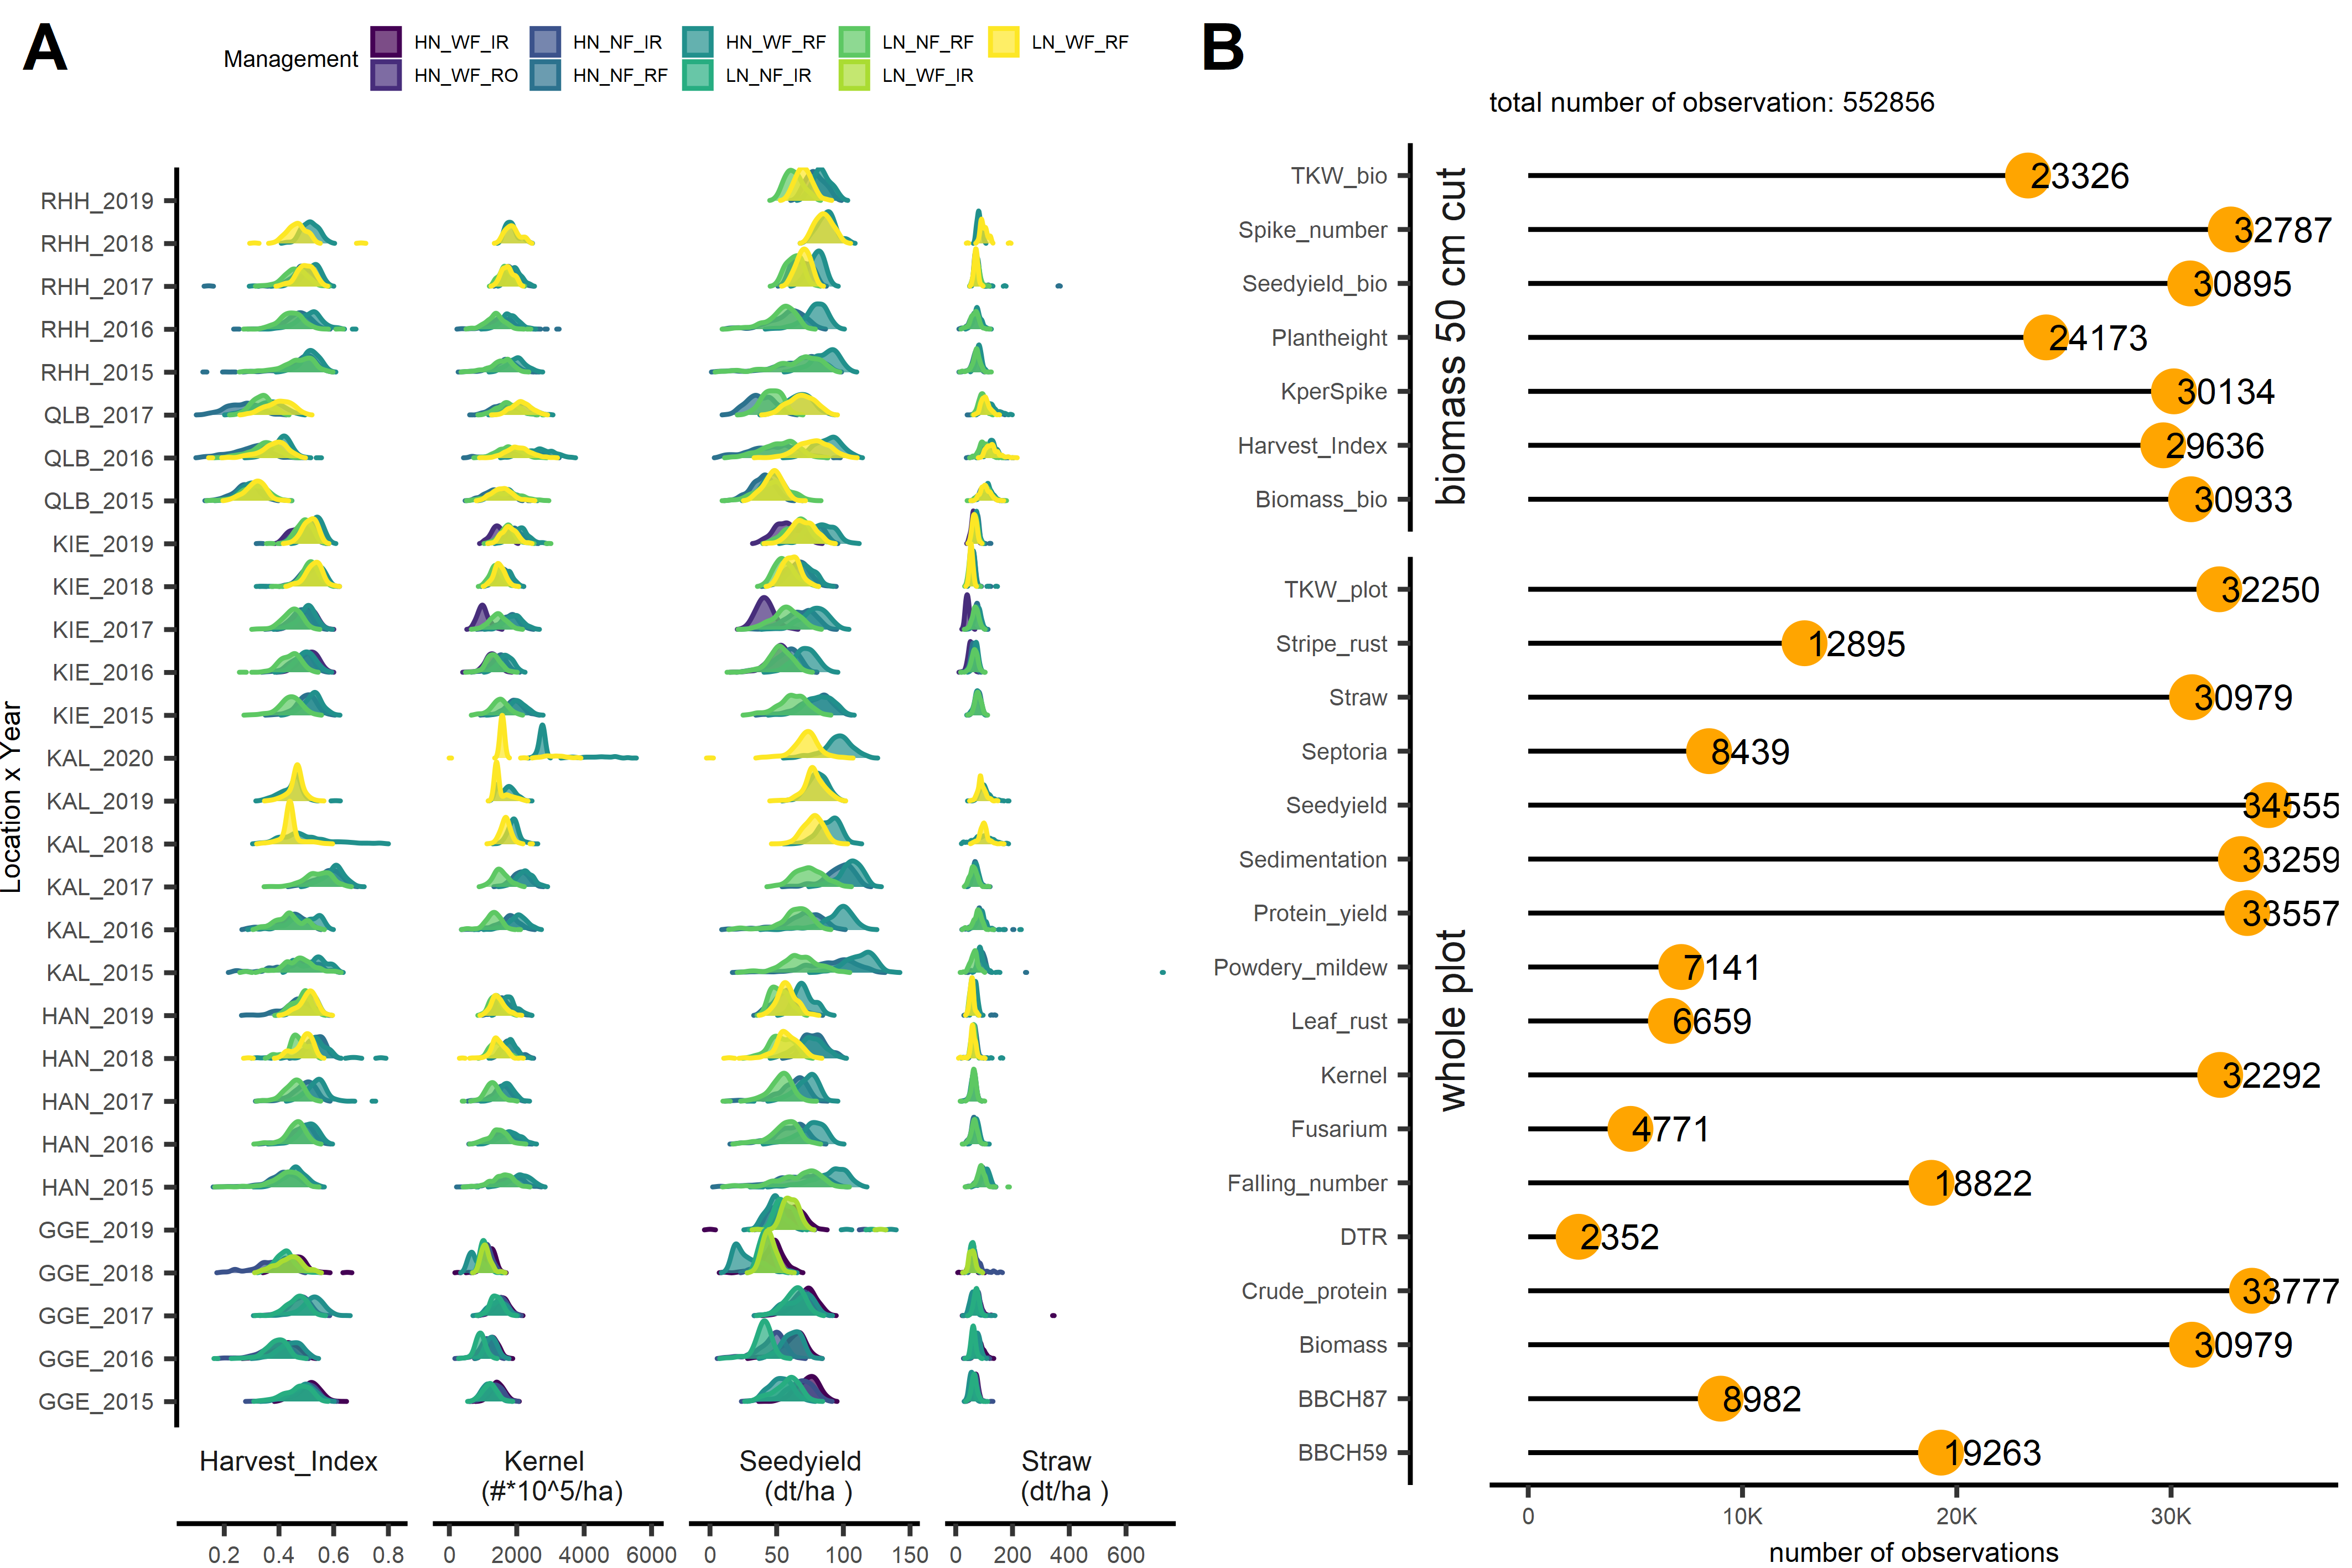 A
Management
HN_WF_IR
HN_NF_IR
HN_WF_RF
LN_NF_RF
LN_WF_RF
HN_WF_RO
HN_NF_RF
LN_NF_IR
LN_WF_IR
Location x Year
RHH_2019
RHH_2018
RHH_2017
RHH_2016
RHH_2015
QLB_2017
QLB_2016
QLB_2015
KIE_2019
KIE_2018
KIE_2017
KIE_2016
KIE_2015
KAL_2020
KAL_2019
KAL_2018
KAL_2017
KAL_2016
KAL_2015
HAN_2019
HAN_2018
HAN_2017
HAN_2016
HAN_2015
GGE_2019
GGE_2018
GGE_2017
GGE_2016
GGE_2015
Harvest_Index
Kernel
(#*10^5/ha)
Seedyield
(dt/ha )
Straw
(dt/ha )
0.2 0.4 0.6 0.8
0 2000 4000 6000
0 50 100 150
0 200 400 600
B
total number of observation: 552856
biomass 50 cm cut
TKW_bio 23326
Spike_number 32787
Seedyield_bio 30895
Plantheight 24173
KperSpike 30134
Harvest_Index 29636
Biomass_bio 30933
whole plot
TKW_plot 32250
Stripe_rust 12895
Straw 30979
Septoria 8439
Seedyield 34555
Sedimentation 33259
Protein_yield 33557
Powdery_mildew 7141
Leaf_rust 6659
Kernel 32292
Fusarium 4771
Falling_number 18822
DTR 2352
Crude_protein 33777
Biomass 30979
BBCH87 8982
BBCH59 19263
0 10K 20K 30K
number of observations